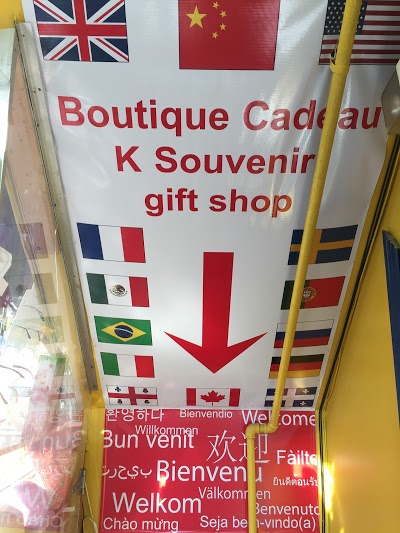 Boutique Cadeau
K Souvenir
gift shop
환영하다 Bienvendio Welcome
Willkommen
Bun venit 欢迎 Fàilte
Bienvenu ยินดีตอนรับ
Välkommen
Welkom Benvenuto
Chào mừng Seja bem-vindo(a)